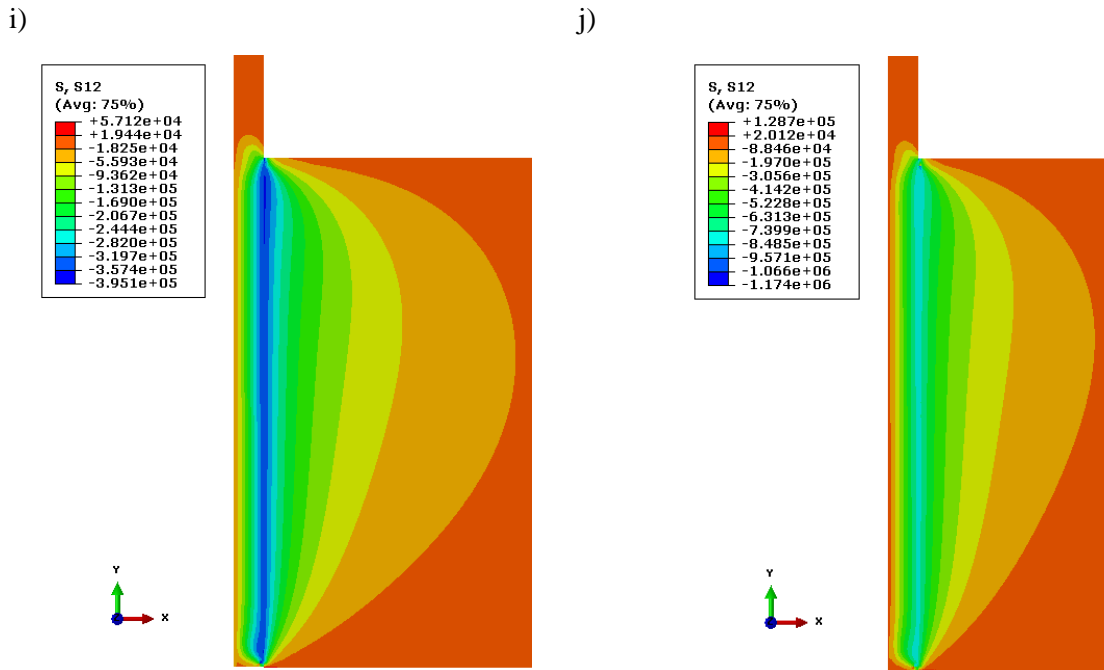 i)
S, S12
(Avg: 75%)
+5.712e+04
+1.944e+04
-1.825e+04
-5.593e+04
-9.362e+04
-1.313e+05
-1.690e+05
-2.067e+05
-2.444e+05
-2.820e+05
-3.197e+05
-3.574e+05
-3.951e+05
Y
X
j)
S, S12
(Avg: 75%)
+1.287e+05
+2.012e+04
-8.846e+04
-1.970e+05
-3.056e+05
-4.142e+05
-5.228e+05
-6.313e+05
-7.399e+05
-8.485e+05
-9.571e+05
-1.066e+06
-1.174e+06
Y
X